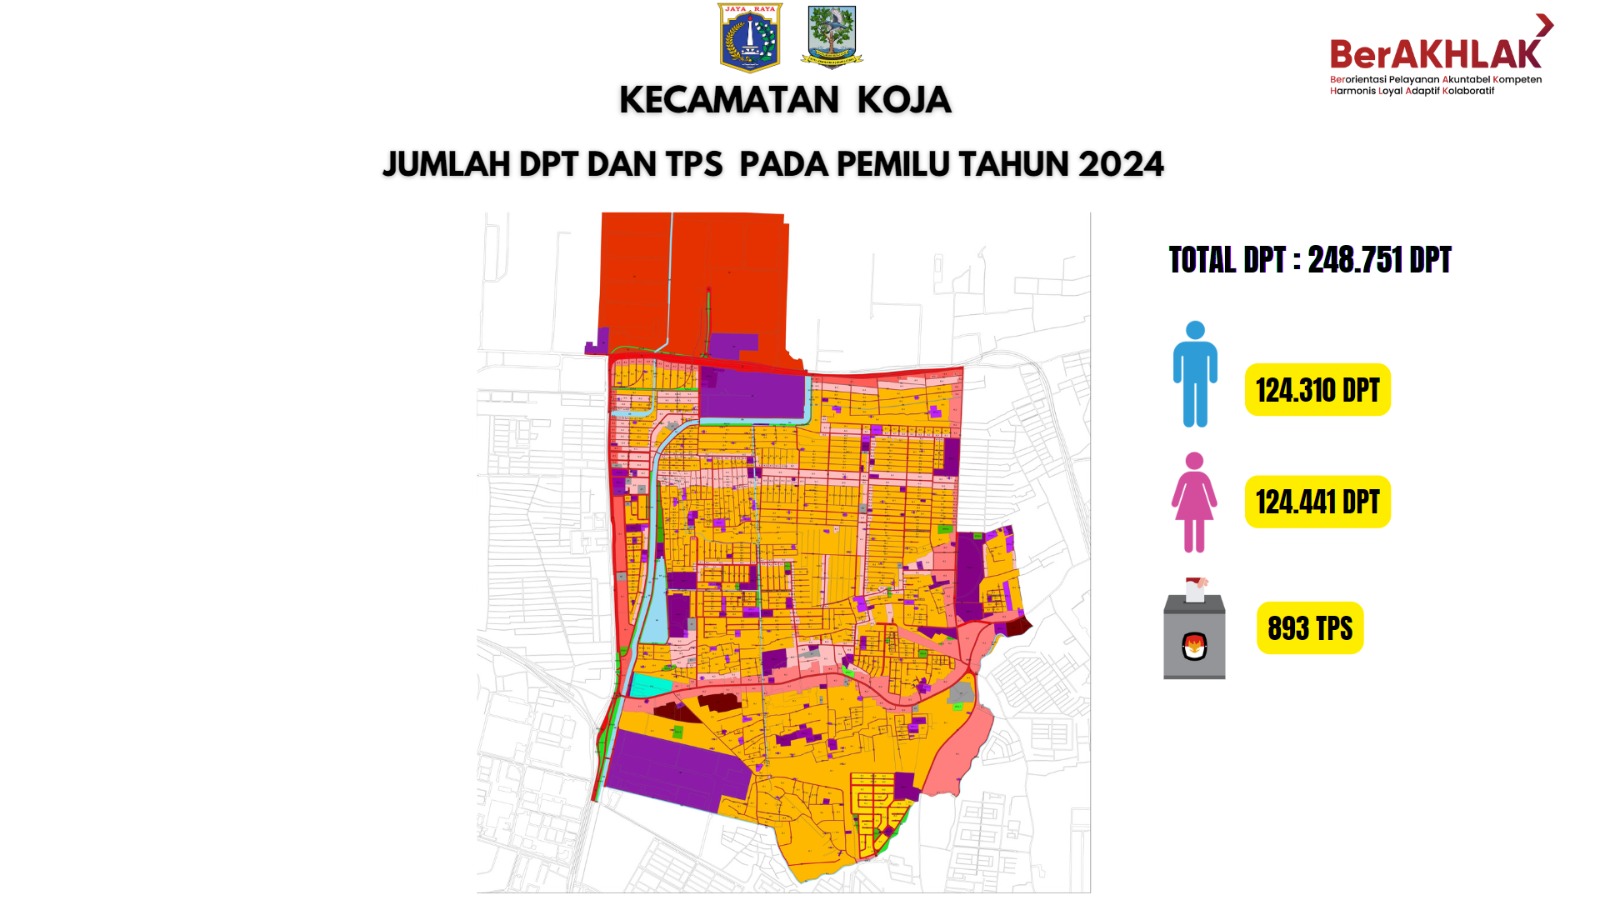 JAYA RAYA
BerAKHLAK
Berorientasi Pelayanan Akuntabel Kompeten
Harmonis Loyal Adaptif Kolaboratif
KECAMATAN KOJA
JUMLAH DPT DAN TPS PADA PEMILU TAHUN 2024
TOTAL DPT : 248.751 DPT
124.310 DPT
124.441 DPT
893 TPS